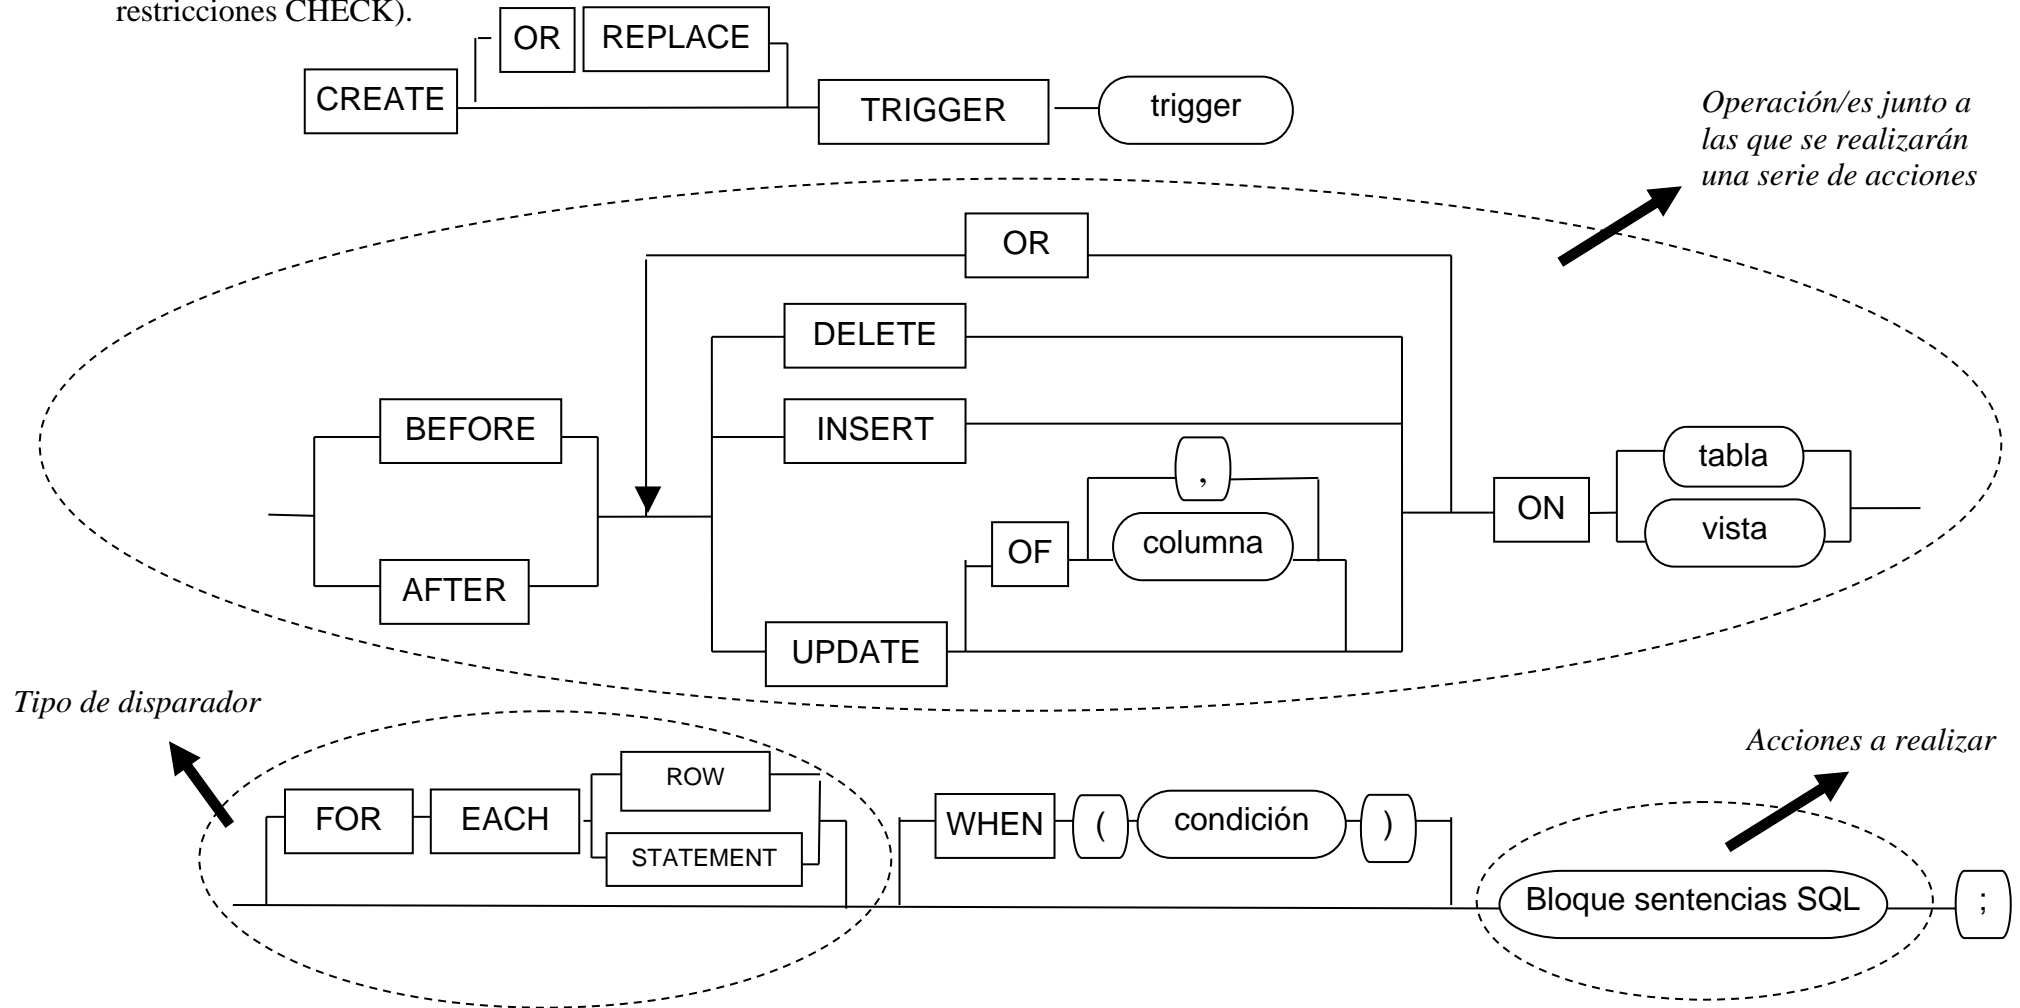 restricciones CHECK).
OR REPLACE
CREATE TRIGGER trigger
Operación/es junto a
las que se realizarán
una serie de acciones
OR
DELETE
BEFORE INSERT
,
tabla
OF columna ON
vista
AFTER
UPDATE
Tipo de disparador
Acciones a realizar
ROW
FOR EACH WHEN ( condición )
STATEMENT
Bloque sentencias SQL ;